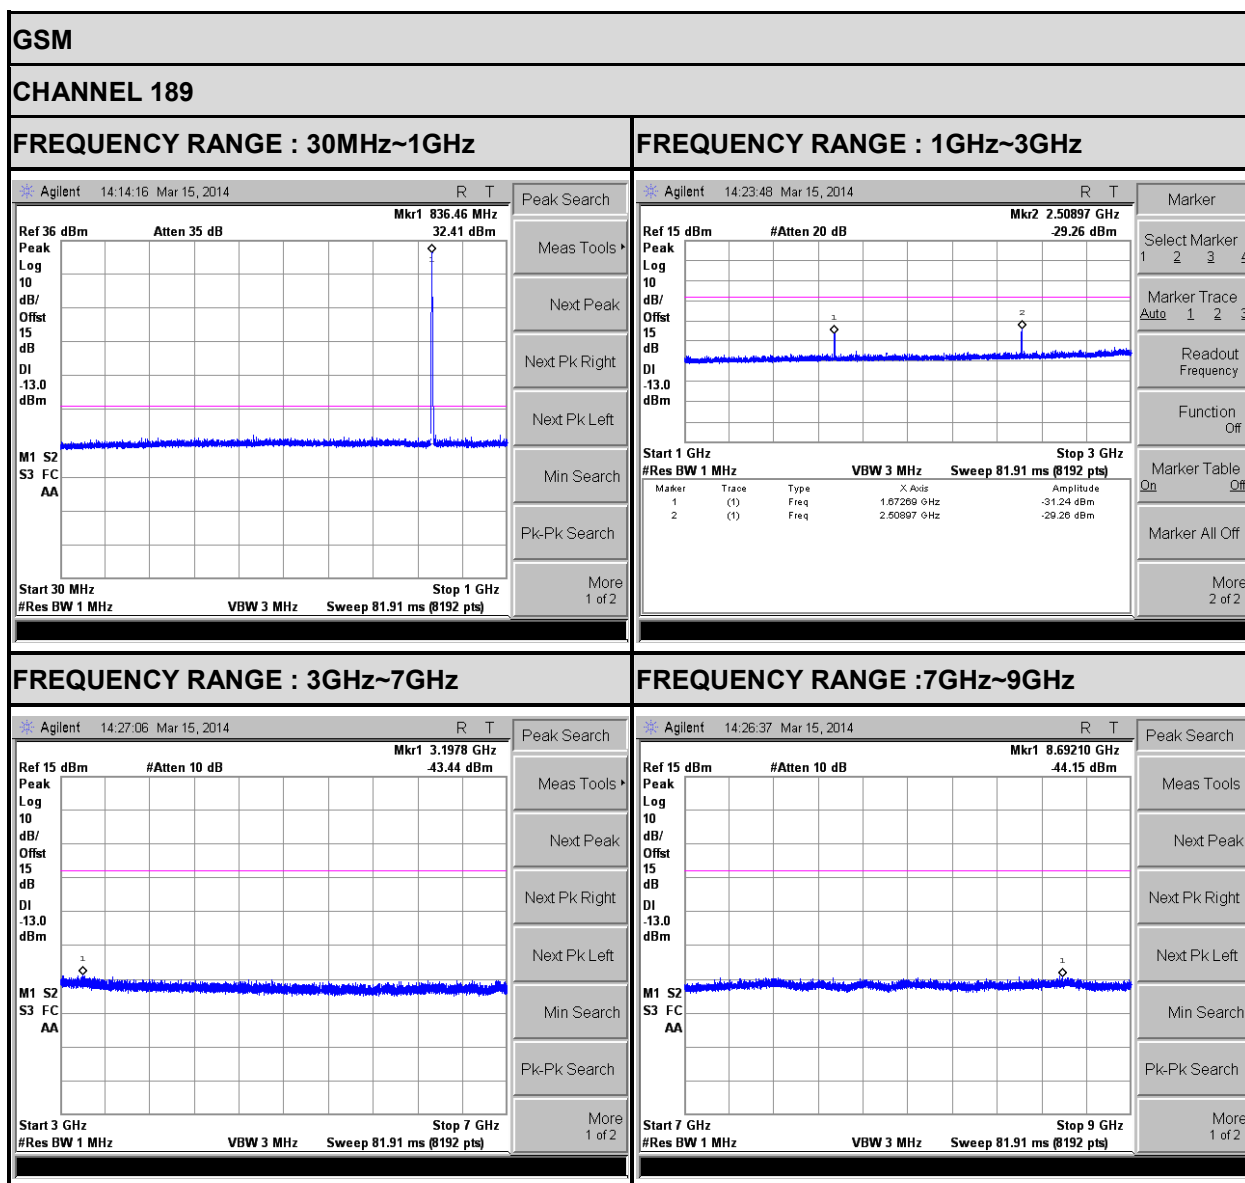 GSM
CHANNEL 189
FREQUENCY RANGE : 30MHz~1GHz
Agilent 14:14:16 Mar 15, 2014 R T
Peak Search
Mkr1 836.46 MHz
Ref 36 dBm Atten 35 dB 32.41 dBm
Peak
Log
10
dB/
Offst
15
dB
DI
-13.0
dBm
M1 S2
S3 FC
AA
1
Start 30 MHz Stop 1 GHz
#Res BW 1 MHz VBW 3 MHz Sweep 81.91 ms (8192 pts)
Meas Tools
Next Peak
Next Pk Right
Next Pk Left
Min Search
Pk-Pk Search
More
1 of 2
FREQUENCY RANGE : 1GHz~3GHz
Agilent 14:23:48 Mar 15, 2014 R T
Marker
Mkr2 2.50897 GHz
Ref 15 dBm #Atten 20 dB -29.26 dBm
Peak
Log
10
dB/
Offst
15
dB
DI
-13.0
dBm
1
2
Start 1 GHz Stop 3 GHz
#Res BW 1 MHz VBW 3 MHz Sweep 81.91 ms (8192 pts)
Marker Trace Type X Axis Amplitude
1 (1) Freq 1.67269 GHz -31.24 dBm
2 (1) Freq 2.50897 GHz -29.26 dBm
Select Marker
1 2 3 4
Marker Trace
Auto 1 2 3
Readout
Frequency
Function
Off
Marker Table
On Off
Marker All Off
More
2 of 2
FREQUENCY RANGE : 3GHz~7GHz
Agilent 14:27:06 Mar 15, 2014 R T
Peak Search
Mkr1 3.1978 GHz
Ref 15 dBm #Atten 10 dB -43.44 dBm
Peak
Log
10
dB/
Offst
15
dB
DI
-13.0
dBm
M1 S2
S3 FC
AA
1
Start 3 GHz Stop 7 GHz
#Res BW 1 MHz VBW 3 MHz Sweep 81.91 ms (8192 pts)
Meas Tools
Next Peak
Next Pk Right
Next Pk Left
Min Search
Pk-Pk Search
More
1 of 2
FREQUENCY RANGE :7GHz~9GHz
Agilent 14:26:37 Mar 15, 2014 R T
Peak Search
Mkr1 8.69210 GHz
Ref 15 dBm #Atten 10 dB -44.15 dBm
Peak
Log
10
dB/
Offst
15
dB
DI
-13.0
dBm
M1 S2
S3 FC
AA
1
Start 7 GHz Stop 9 GHz
#Res BW 1 MHz VBW 3 MHz Sweep 81.91 ms (8192 pts)
Meas Tools
Next Peak
Next Pk Right
Next Pk Left
Min Search
Pk-Pk Search
More
1 of 2